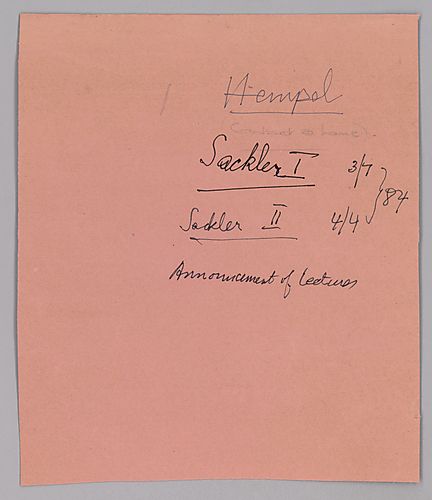 Hempel
Sackler I 3/7
Sackler II 4/4
84
Announcement of Lectures